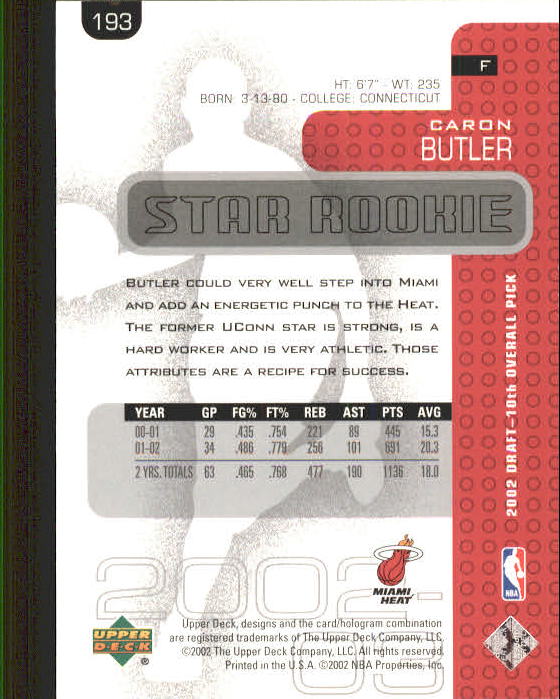 193
F
HT: 6'7" - WT: 235
BORN: 3-13-80 - COLLEGE: CONNECTICUT
CARON
BUTLER
STAR ROOKIE
BUTLER COULD VERY WELL STEP INTO MIAMI
AND ADD AN ENERGETIC PUNCH TO THE HEAT.
THE FORMER UCONN STAR IS STRONG, IS A
HARD WORKER AND IS VERY ATHLETIC. THOSE
ATTRIBUTES ARE A RECIPE FOR SUCCESS.
YEAR GP FG% FT% REB AST PTS AVG
00-01 29 .435 .754 221 89 445 15.3
01-02 34 .486 .779 256 101 691 20.3
2 YRS. TOTALS 63 .465 .768 477 190 1136 18.0
2002 DRAFT-10th OVERALL PICK
2002-
03
MIAMI
HEAT
NBA
UPPER
DECK
®
Upper Deck, designs and the card/hologram combination
are registered trademarks of The Upper Deck Company, LLC.
©2002 The Upper Deck Company, LLC. All rights reserved.
Printed in the U.S.A. ©2002 NBA Properties, Inc.